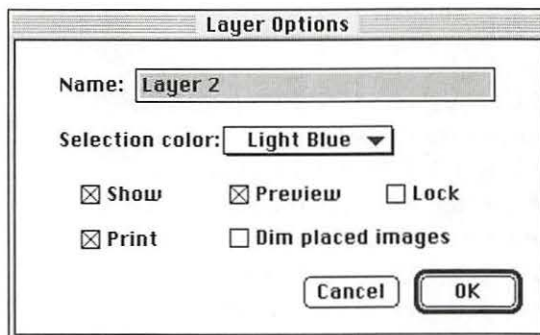 Layer Options
Name: Layer 2
Selection color: Light Blue
Show Preview Lock
Print Dim placed images
Cancel OK